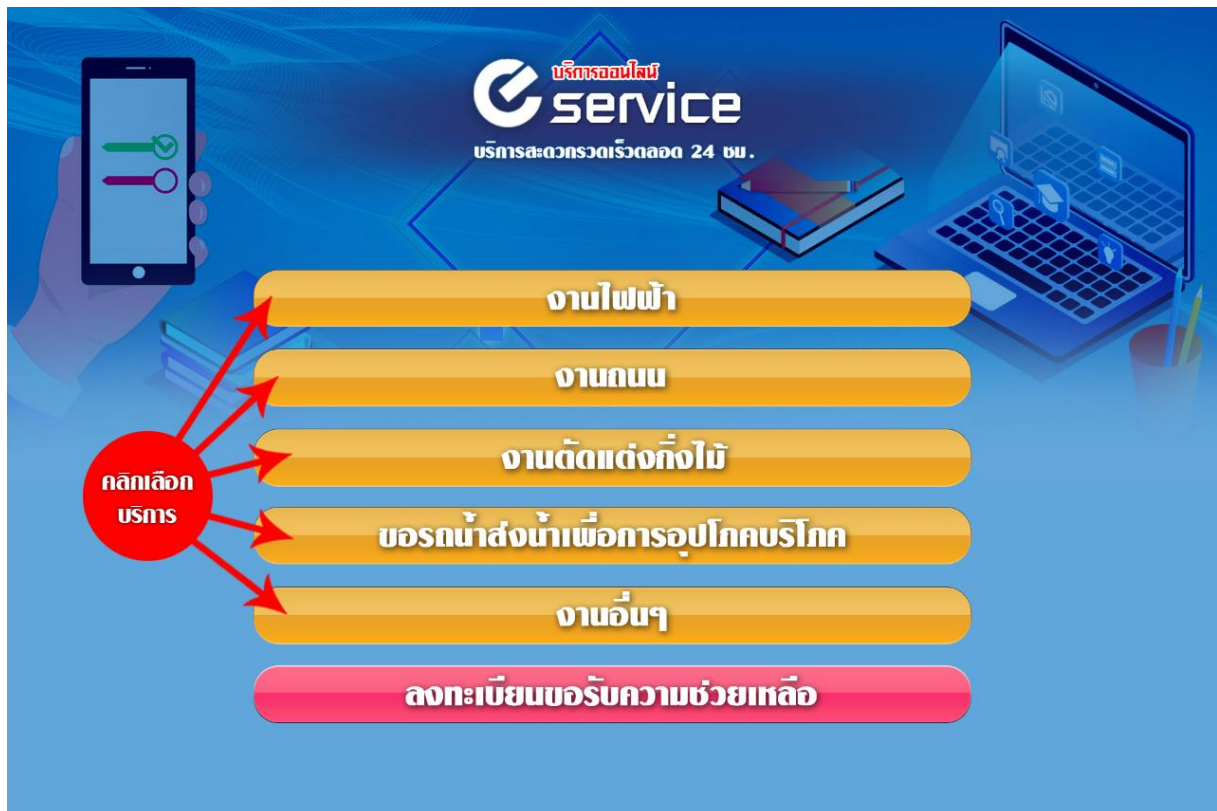 บริการออนไลน์
service
บริการสะดวกรวดเร็วตลอด 24 ชม.
งานไฟฟ้า
งานถนน
งานตัดแต่งกิ่งไม้
คลิกเลือก
บริการ
ขอรถน้ำส่งน้ำเพื่อการอุปโภคบริโภค
งานอื่นๆ
ลงทะเบียนขอรับความช่วยเหลือ